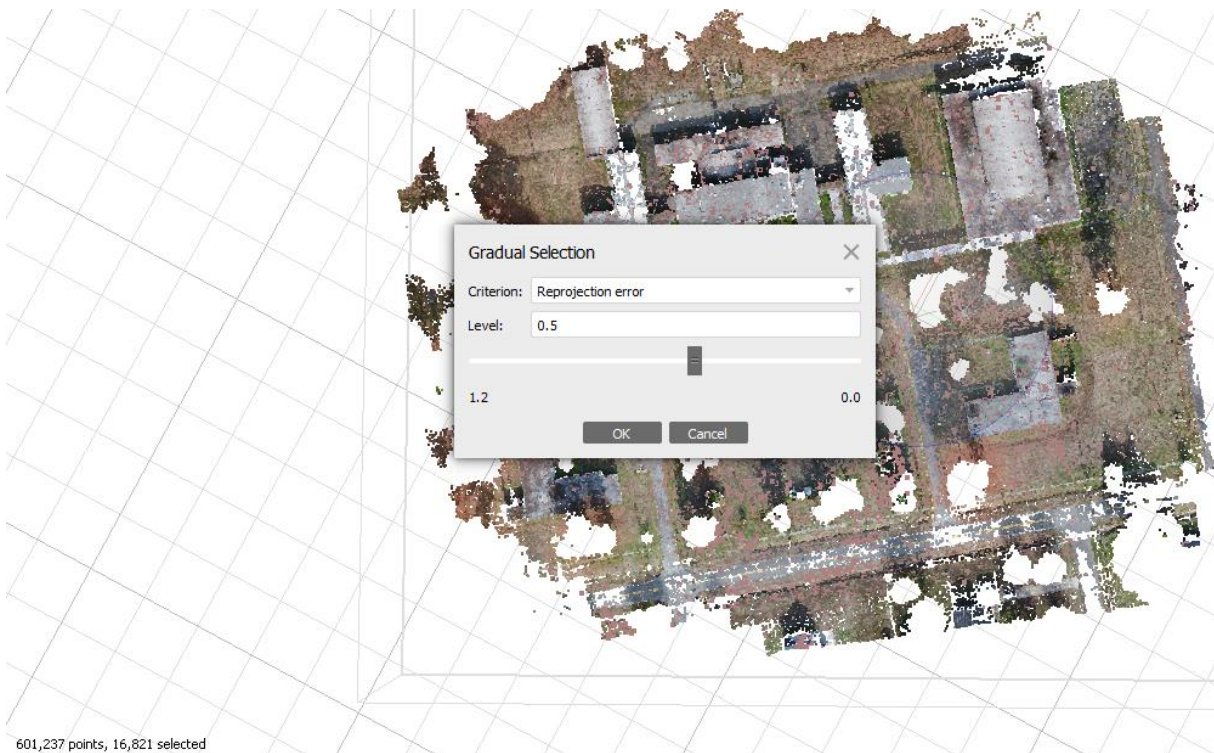 Gradual Selection
Criterion: Reprojection error
Level: 0.5
1.2 0.0
OK Cancel
601,237 points, 16,821 selected